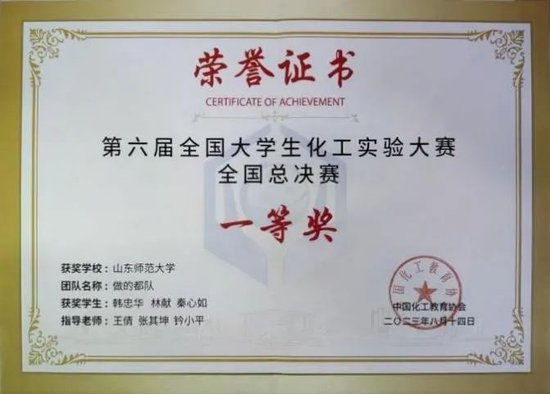 荣誉证书
CERTIFICATE OF ACHIEVEMENT
第六届全国大学生化工实验大赛
全国总决赛
一等奖
获奖学校：山东师范大学
团队名称：做的都队
获奖学生：韩忠华 林献 秦心如
指导老师：王倩 张其坤 钤小平
中国化工教育协会
二〇二三年八月十四日